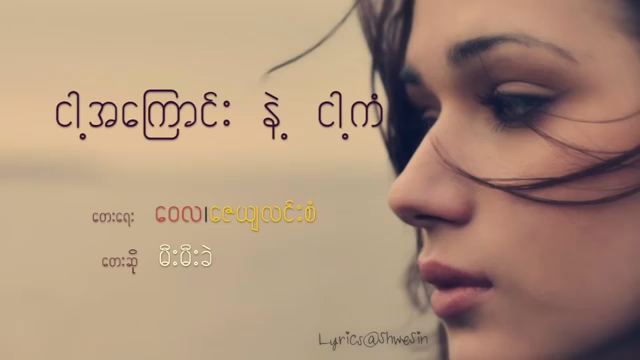 ငါ့အကြောင်း နဲ့ ငါ့ကံ
တေးရေး ဝေလ၊ဇေယျလင်းစံ
တေးဆို မိးမိးခဲ
Lyrics@Shwesin